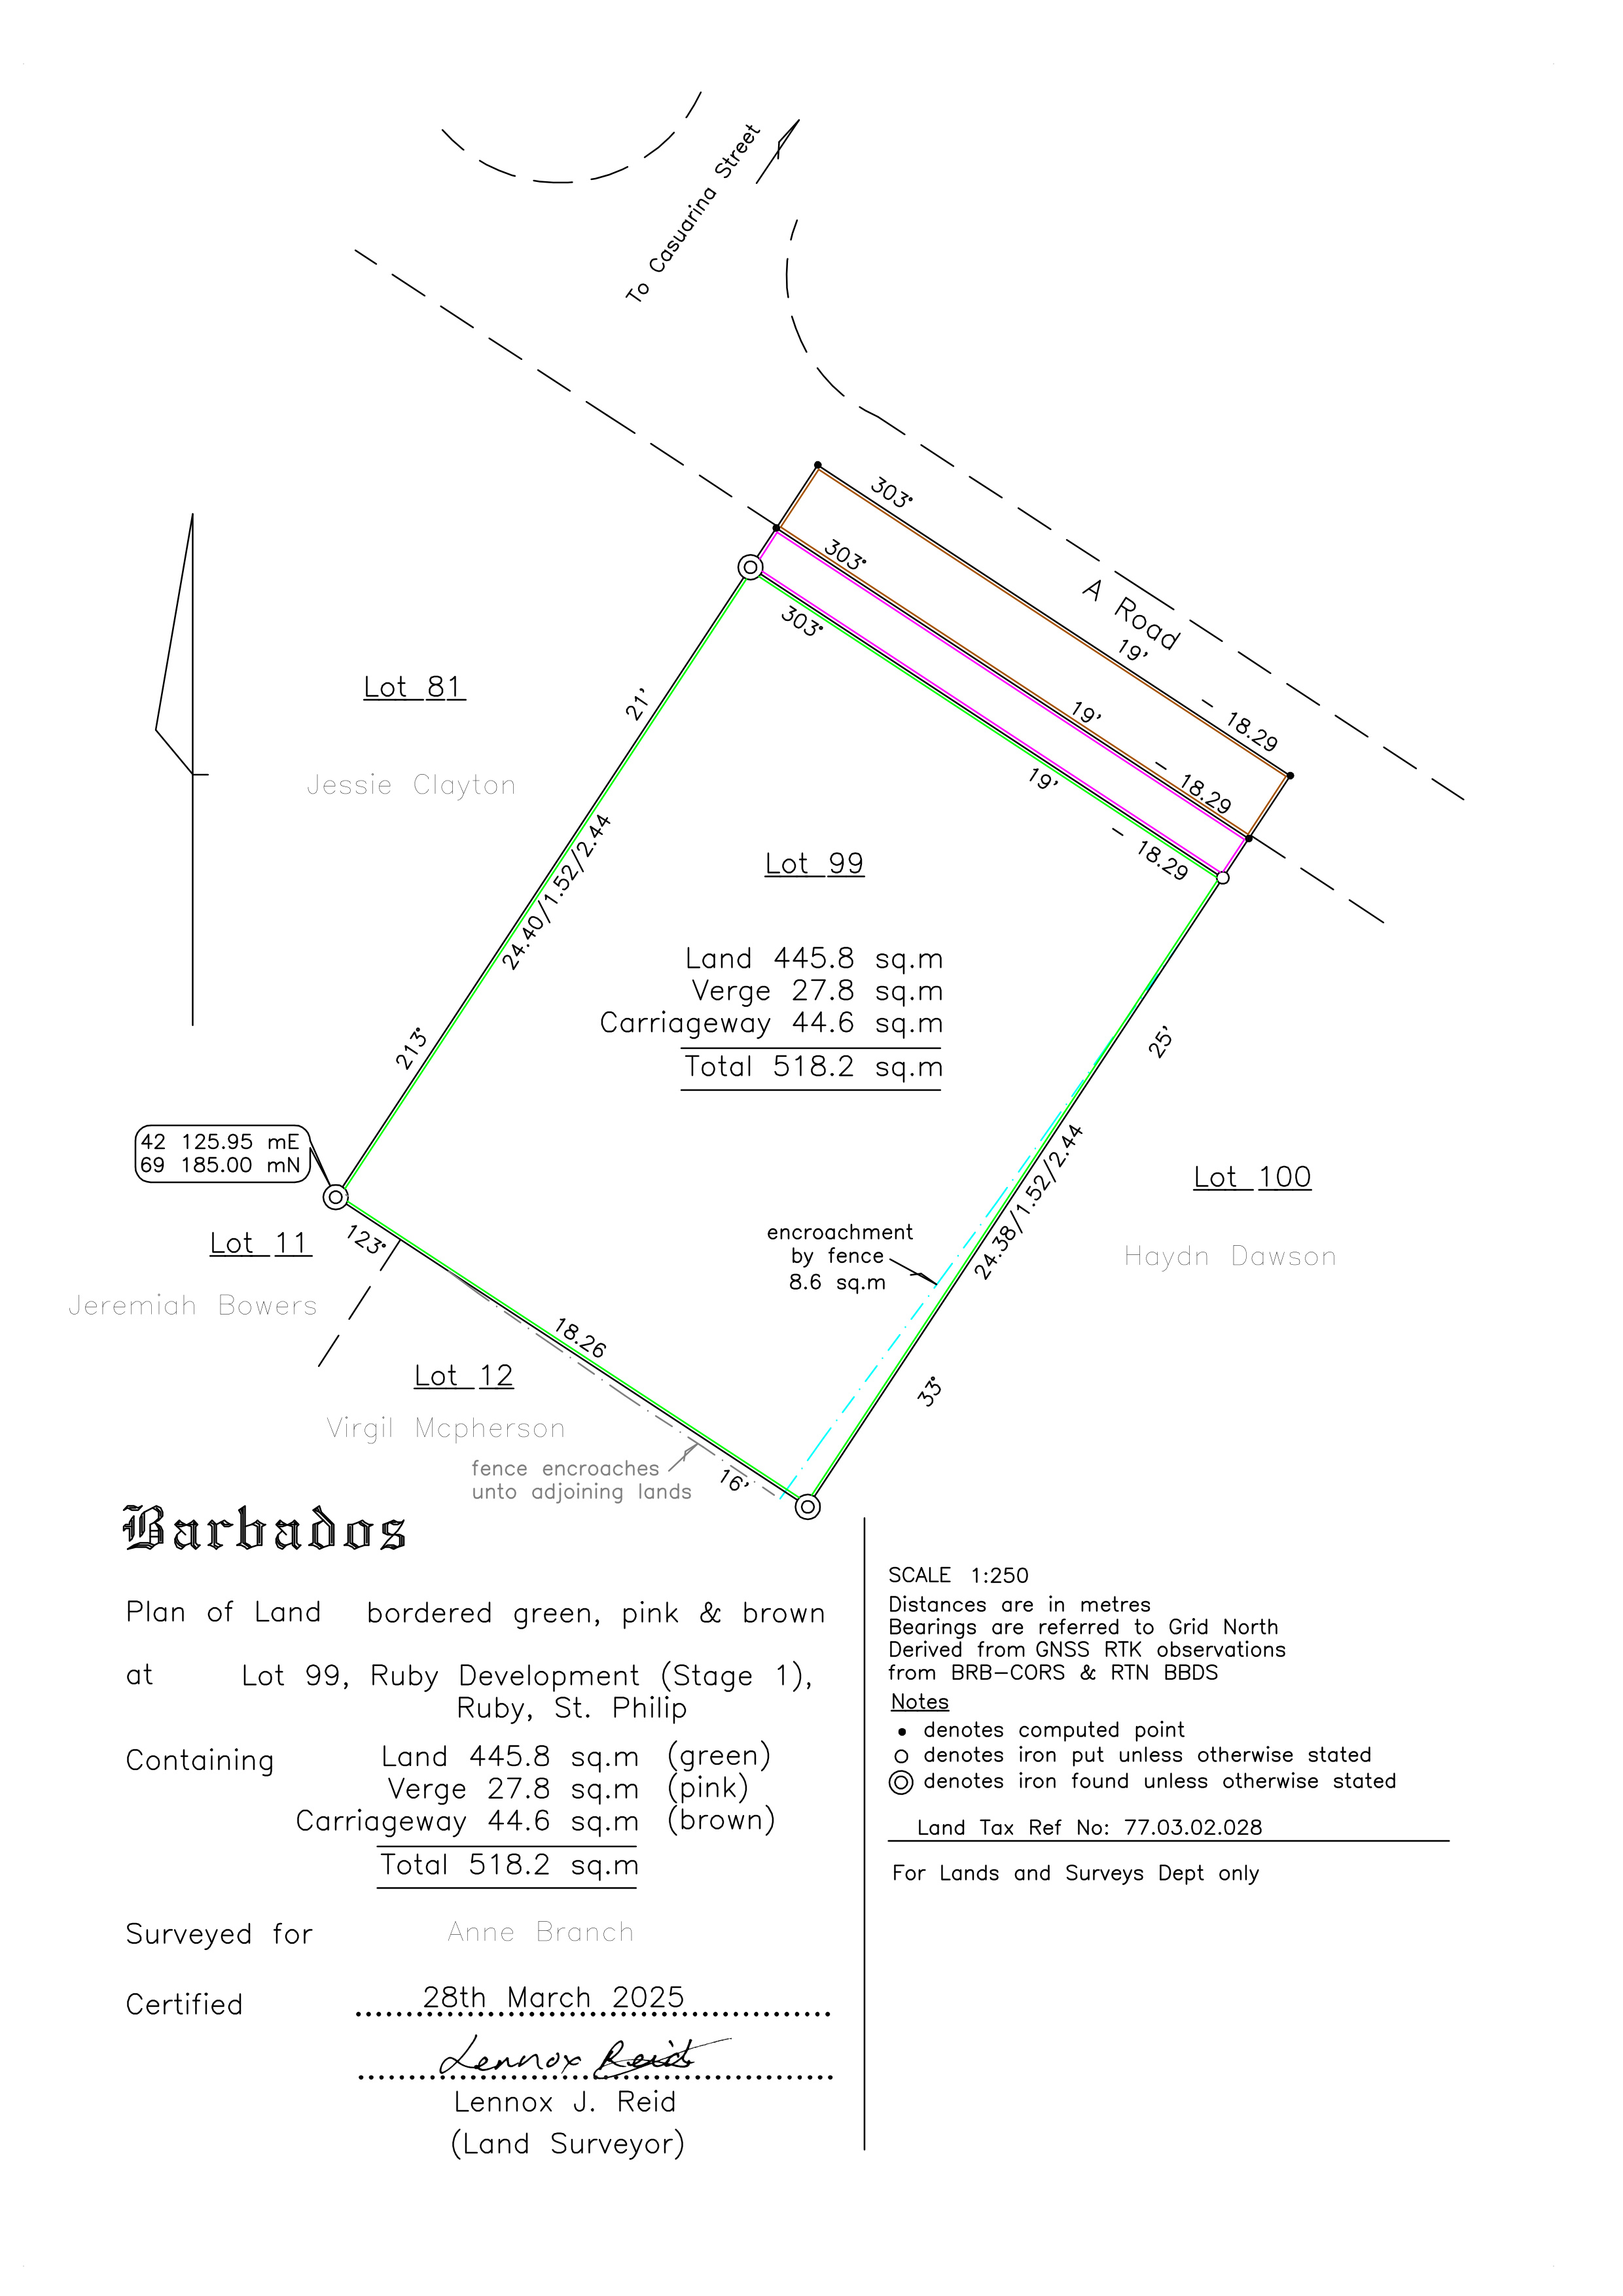 To Casuarina Street
303°
303°
A Road
303°
19'
Lot 81
21'
19'
– 18.29
Jessie Clayton
19'
– 18.29
24.40/1.52/2.44
Lot 99
– 18.29
Land 445.8 sq.m
Verge 27.8 sq.m
Carriageway 44.6 sq.m
Total 518.2 sq.m
213°
25'
42 125.95 mE
69 185.00 mN
24.38/1.52/2.44
Lot 100
123°
Lot 11
encroachment
by fence
8.6 sq.m
Haydn Dawson
Jeremiah Bowers
18.26
Lot 12
33°
Virgil Mcpherson
fence encroaches
unto adjoining lands
16'
Barbados
Plan of Land bordered green, pink & brown
at Lot 99, Ruby Development (Stage 1),
Ruby, St. Philip
Containing Land 445.8 sq.m (green)
Verge 27.8 sq.m (pink)
Carriageway 44.6 sq.m (brown)
Total 518.2 sq.m
Surveyed for Anne Branch
Certified 28th March 2025
Lennox Reid
Lennox J. Reid
(Land Surveyor)
SCALE 1:250
Distances are in metres
Bearings are referred to Grid North
Derived from GNSS RTK observations
from BRB-CORS & RTN BBDS
Notes
denotes computed point
denotes iron put unless otherwise stated
denotes iron found unless otherwise stated
Land Tax Ref No: 77.03.02.028
For Lands and Surveys Dept only